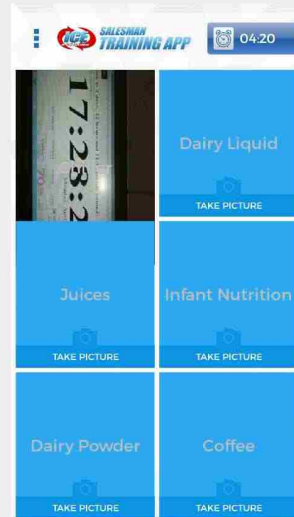 ICE SALESMAN
TRAINING APP
04:20
17:28:2
Dairy Liquid
TAKE PICTURE
Juices
TAKE PICTURE
Infant Nutrition
TAKE PICTURE
Dairy Powder
TAKE PICTURE
Coffee
TAKE PICTURE